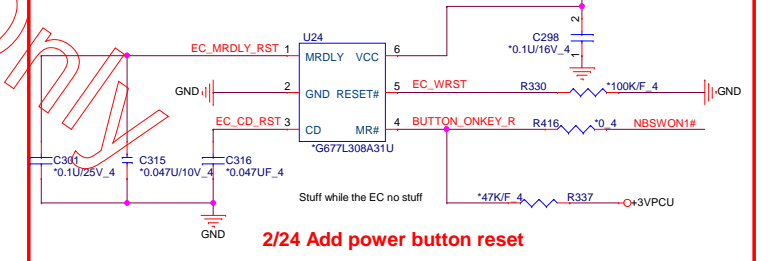 U24
C298
*0.1U/16V_4
2
1
EC_MRDLY_RST 1 MRDLY VCC 6
GND 2 GND RESET# 5 EC_WRST R330 *100K/F_4 GND
EC_CD_RST 3 CD MR# 4 BUTTON_ONKEY_R R416 *0_4 NBSWON1#
*G677L308A31U
C301
*0.1U/25V_4
C315
*0.047U/10V_4
C316
*0.047UF_4
Stuff while the EC no stuff
*47K/F_4 R337 +3VPCU
GND
2/24 Add power button reset
only